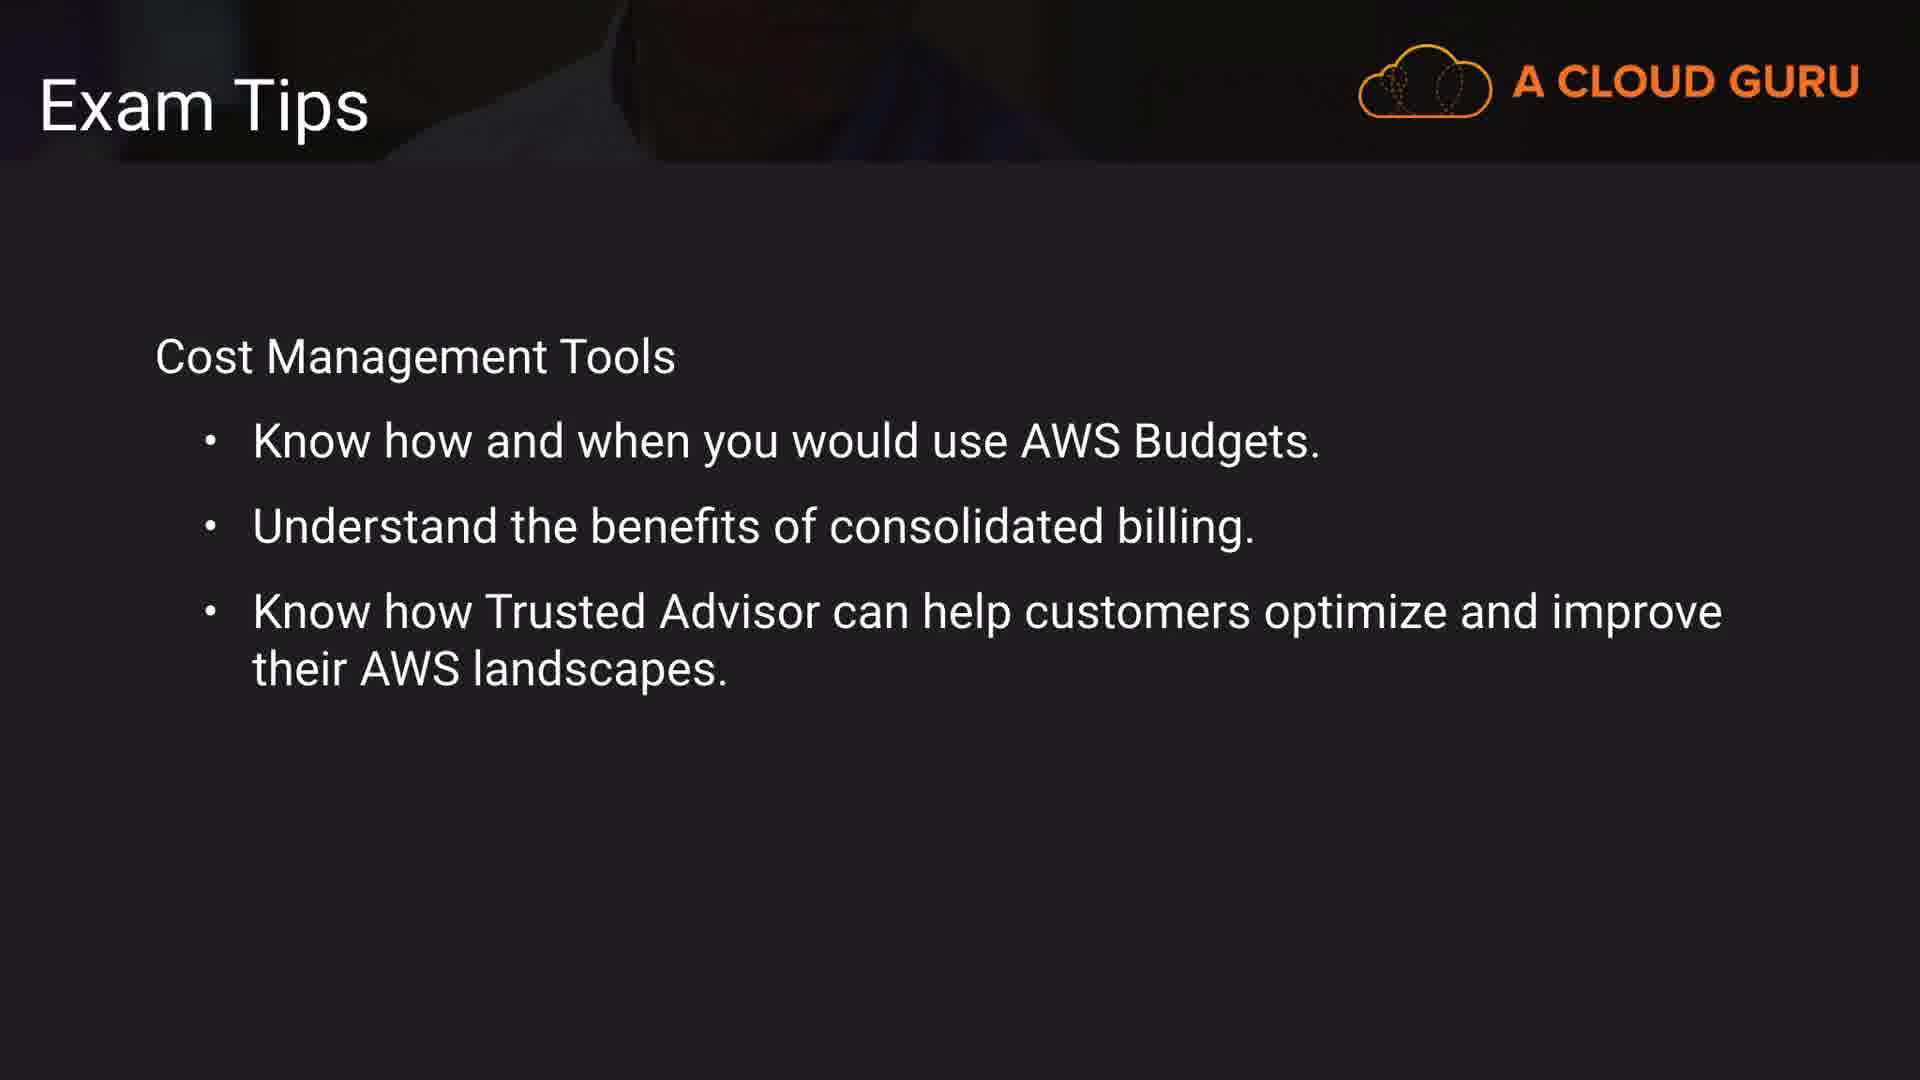 Exam Tips
A CLOUD GURU
Cost Management Tools
• Know how and when you would use AWS Budgets.
• Understand the benefits of consolidated billing.
• Know how Trusted Advisor can help customers optimize and improve
their AWS landscapes.